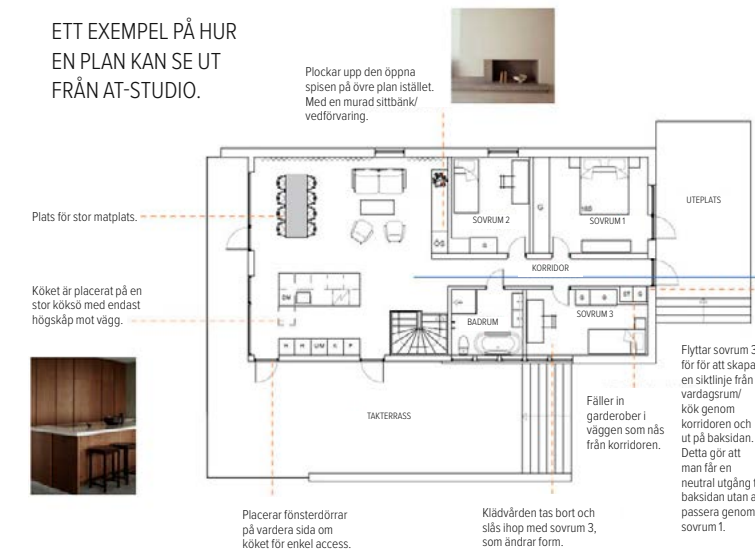 ETT EXEMPEL PÅ HUR
EN PLAN KAN SE UT
FRÅN AT-STUDIO.
Plockar upp den öppna
spisen på övre plan istället.
Med en murad sittbänk/
vedförvaring.
UTEPLATS
Plats för stor matplats.
SOVRUM 2
G
SOVRUM 1
180
G
ÖS
KORRIDOR
Köket är placerat på en
stor köksö med endast
högskåp mot vägg.
DM
BADRUM
SOVRUM 3
G
G
ST
G
H
H
U/M
K
F
TAKTERRASS
Fäller in
garderober i
väggen som nås
från korridoren.
Flyttar sovrum 3
för för att skapa
en siktlinje från
vardagsrum/
kök genom
korridoren och
ut på baksidan.
Detta gör att
man får en
neutral utgång t
baksidan utan a
passera genom
sovrum 1.
Placerar fönsterdörrar
på vardera sida om
köket för enkel access.
Klädvården tas bort och
slås ihop med sovrum 3,
som ändrar form.